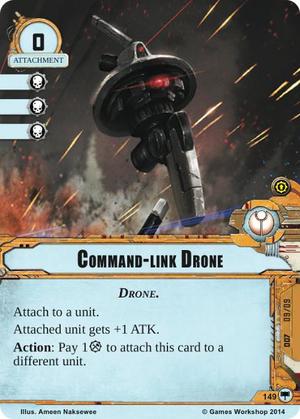 0
ATTACHMENT
COMMAND-LINK DRONE
DRONE.
Attach to a unit.
Attached unit gets +1 ATK.
Action: Pay 1 to attach this card to a
different unit.
007 09/09
149
Illus. Ameen Naksewee
© Games Workshop 2014